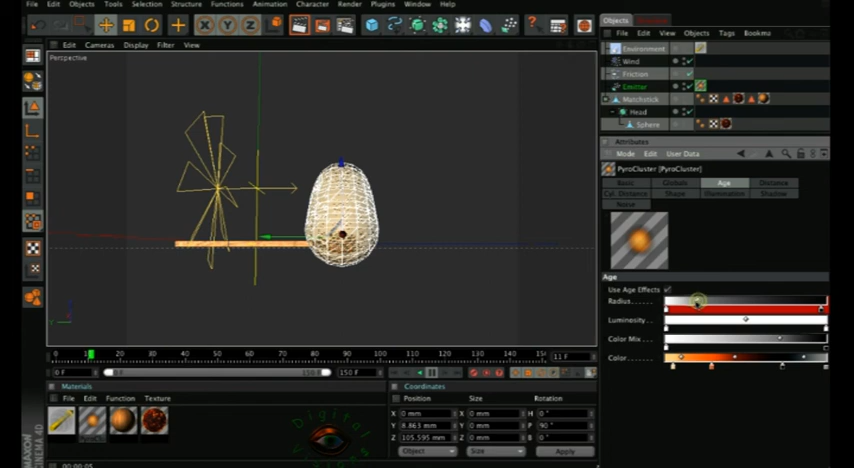 File Edit Objects Tools Selection Structure Functions Animation Character Render Plugins Window Help
Edit Cameras Display Filter View
Perspective
Y
0 10 20 30 40 50 60 70 80 90 100 110 120 130 140 15
11 F
0 F 0 F 150 F 150 F
Materials
File Edit Function Texture
Digital
Coordinates
Position Size Rotation
X 0 mm X 0 mm H 0 °
Y 8.863 mm Y 0 mm P 90 °
Z 105.595 mm Z 0 mm B 0 °
Object Size Apply
MAXON
CINEMA 4D
00:00:05
Objects
File Edit View Objects Tags Bookma
Environment
Wind
Friction
Emitter
Matchstick
Head
Sphere
Attributes
Mode Edit User Data
PyroCluster [PyroCluster]
Basic Globals Age Distance
Cyl. Distance Shape Illumination Shadow
Noise
Age
Use Age Effects
Radius
Luminosity
Color Mix
Color